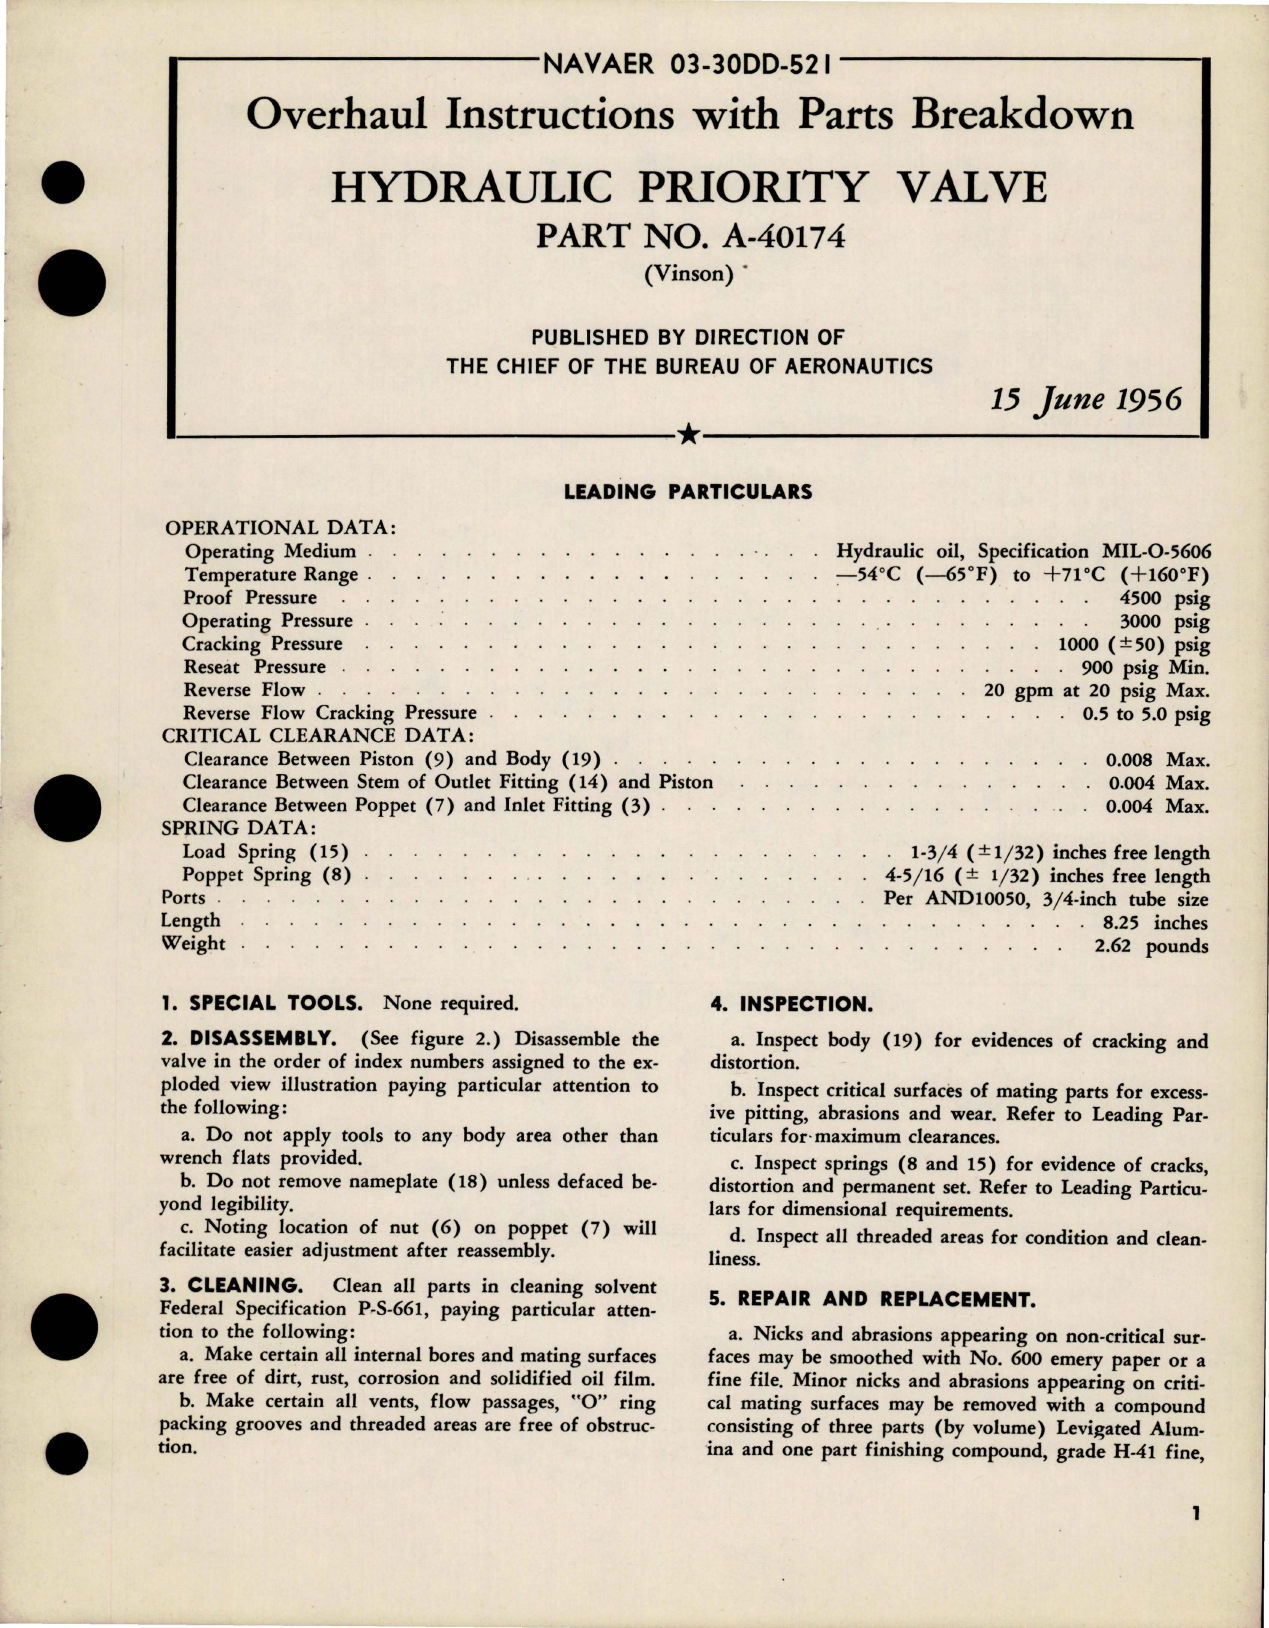 NAVAER 03-30DD-521
Overhaul Instructions with Parts Breakdown
HYDRAULIC PRIORITY VALVE
PART NO. A-40174
(Vinson)
PUBLISHED BY DIRECTION OF
THE CHIEF OF THE BUREAU OF AERONAUTICS
15 June 1956
LEADING PARTICULARS
OPERATIONAL DATA:
Operating Medium . . . . . Hydraulic oil, Specification MIL-O-5606
Temperature Range . . . . . —54°C (—65°F) to +71°C (+160°F)
Proof Pressure . . . . . 4500 psig
Operating Pressure . . . . . 3000 psig
Cracking Pressure . . . . . 1000 (±50) psig
Reseat Pressure . . . . . 900 psig Min.
Reverse Flow . . . . . 20 gpm at 20 psig Max.
Reverse Flow Cracking Pressure . . . . . 0.5 to 5.0 psig
CRITICAL CLEARANCE DATA:
Clearance Between Piston (9) and Body (19) . . . . . 0.008 Max.
Clearance Between Stem of Outlet Fitting (14) and Piston . . . . . 0.004 Max.
Clearance Between Poppet (7) and Inlet Fitting (3) . . . . . 0.004 Max.
SPRING DATA:
Load Spring (15) . . . . . 1-3/4 (±1/32) inches free length
Poppet Spring (8) . . . . . 4-5/16 (± 1/32) inches free length
Ports . . . . . Per AND10050, 3/4-inch tube size
Length . . . . . 8.25 inches
Weight . . . . . 2.62 pounds
1. SPECIAL TOOLS. None required.
2. DISASSEMBLY. (See figure 2.) Disassemble the
valve in the order of index numbers assigned to the ex-
ploded view illustration paying particular attention to
the following:
a. Do not apply tools to any body area other than
wrench flats provided.
b. Do not remove nameplate (18) unless defaced be-
yond legibility.
c. Noting location of nut (6) on poppet (7) will
facilitate easier adjustment after reassembly.
3. CLEANING. Clean all parts in cleaning solvent
Federal Specification P-S-661, paying particular atten-
tion to the following:
a. Make certain all internal bores and mating surfaces
are free of dirt, rust, corrosion and solidified oil film.
b. Make certain all vents, flow passages, "O" ring
packing grooves and threaded areas are free of obstruc-
tion.
4. INSPECTION.
a. Inspect body (19) for evidences of cracking and
distortion.
b. Inspect critical surfaces of mating parts for excess-
ive pitting, abrasions and wear. Refer to Leading Par-
ticulars for maximum clearances.
c. Inspect springs (8 and 15) for evidence of cracks,
distortion and permanent set. Refer to Leading Particu-
lars for dimensional requirements.
d. Inspect all threaded areas for condition and clean-
liness.
5. REPAIR AND REPLACEMENT.
a. Nicks and abrasions appearing on non-critical sur-
faces may be smoothed with No. 600 emery paper or a
fine file. Minor nicks and abrasions appearing on criti-
cal mating surfaces may be removed with a compound
consisting of three parts (by volume) Levigated Alum-
ina and one part finishing compound, grade H-41 fine,
1